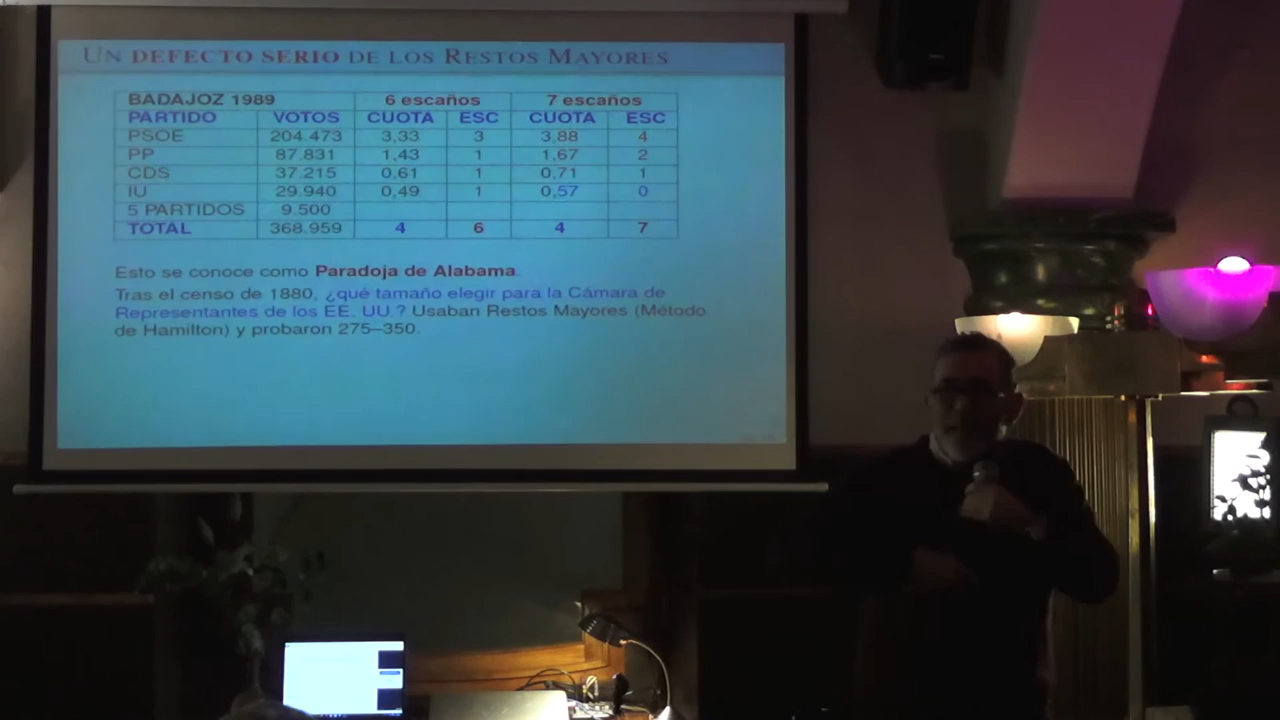 UN DEFECTO SERIO DE LOS RESTOS MAYORES
BADAJOZ 1989 6 escaños 7 escaños
PARTIDO VOTOS CUOTA ESC CUOTA ESC
PSOE 204.473 3,33 3 3,88 4
PP 87.831 1,43 1 1,67 2
CDS 37.215 0,61 1 0,71 1
IU 29.940 0,49 1 0,57 0
5 PARTIDOS 9.500
TOTAL 368.959 4 6 4 7
Esto se conoce como Paradoja de Alabama.
Tras el censo de 1880, ¿qué tamaño elegir para la Cámara de
Representantes de los EE. UU.? Usaban Restos Mayores (Método
de Hamilton) y probaron 275–350.